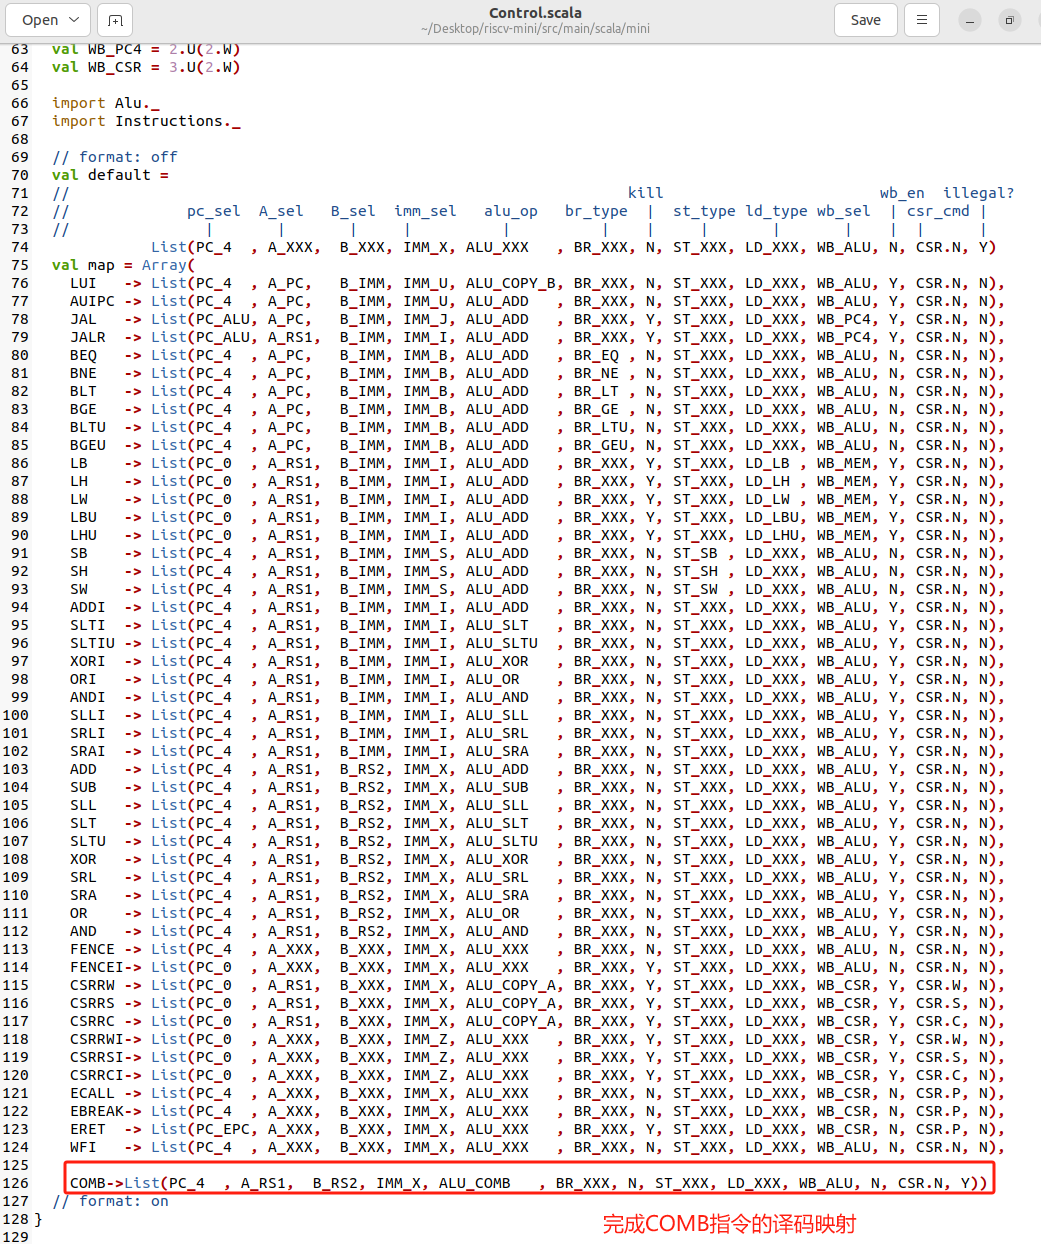 Open
Control.scala
~/Desktop/riscv-mini/src/main/scala/mini
Save
63 val WB_PC4 = 2.U(2.W)
64 val WB_CSR = 3.U(2.W)
65
66 import Alu._
67 import Instructions._
68
69 // format: off
70 val default =
71 // kill wb_en illegal?
72 // pc_sel A_sel B_sel imm_sel alu_op br_type | st_type ld_type wb_sel | csr_cmd |
73 // | | | | | | | | | | | | |
74 List(PC_4 , A_XXX, B_XXX, IMM_X, ALU_XXX , BR_XXX, N, ST_XXX, LD_XXX, WB_ALU, N, CSR.N, Y)
75 val map = Array(
76 LUI -> List(PC_4 , A_PC, B_IMM, IMM_U, ALU_COPY_B, BR_XXX, N, ST_XXX, LD_XXX, WB_ALU, Y, CSR.N, N),
77 AUIPC -> List(PC_4 , A_PC, B_IMM, IMM_U, ALU_ADD , BR_XXX, N, ST_XXX, LD_XXX, WB_ALU, Y, CSR.N, N),
78 JAL -> List(PC_ALU, A_PC, B_IMM, IMM_J, ALU_ADD , BR_XXX, Y, ST_XXX, LD_XXX, WB_PC4, Y, CSR.N, N),
79 JALR -> List(PC_ALU, A_RS1, B_IMM, IMM_I, ALU_ADD , BR_XXX, Y, ST_XXX, LD_XXX, WB_PC4, Y, CSR.N, N),
80 BEQ -> List(PC_4 , A_PC, B_IMM, IMM_B, ALU_ADD , BR_EQ , N, ST_XXX, LD_XXX, WB_ALU, N, CSR.N, N),
81 BNE -> List(PC_4 , A_PC, B_IMM, IMM_B, ALU_ADD , BR_NE , N, ST_XXX, LD_XXX, WB_ALU, N, CSR.N, N),
82 BLT -> List(PC_4 , A_PC, B_IMM, IMM_B, ALU_ADD , BR_LT , N, ST_XXX, LD_XXX, WB_ALU, N, CSR.N, N),
83 BGE -> List(PC_4 , A_PC, B_IMM, IMM_B, ALU_ADD , BR_GE , N, ST_XXX, LD_XXX, WB_ALU, N, CSR.N, N),
84 BLTU -> List(PC_4 , A_PC, B_IMM, IMM_B, ALU_ADD , BR_LTU, N, ST_XXX, LD_XXX, WB_ALU, N, CSR.N, N),
85 BGEU -> List(PC_4 , A_PC, B_IMM, IMM_B, ALU_ADD , BR_GEU, N, ST_XXX, LD_XXX, WB_ALU, N, CSR.N, N),
86 LB -> List(PC_0 , A_RS1, B_IMM, IMM_I, ALU_ADD , BR_XXX, Y, ST_XXX, LD_LB , WB_MEM, Y, CSR.N, N),
87 LH -> List(PC_0 , A_RS1, B_IMM, IMM_I, ALU_ADD , BR_XXX, Y, ST_XXX, LD_LH , WB_MEM, Y, CSR.N, N),
88 LW -> List(PC_0 , A_RS1, B_IMM, IMM_I, ALU_ADD , BR_XXX, Y, ST_XXX, LD_LW , WB_MEM, Y, CSR.N, N),
89 LBU -> List(PC_0 , A_RS1, B_IMM, IMM_I, ALU_ADD , BR_XXX, Y, ST_XXX, LD_LBU, WB_MEM, Y, CSR.N, N),
90 LHU -> List(PC_0 , A_RS1, B_IMM, IMM_I, ALU_ADD , BR_XXX, Y, ST_XXX, LD_LHU, WB_MEM, Y, CSR.N, N),
91 SB -> List(PC_4 , A_RS1, B_IMM, IMM_S, ALU_ADD , BR_XXX, N, ST_SB , LD_XXX, WB_ALU, N, CSR.N, N),
92 SH -> List(PC_4 , A_RS1, B_IMM, IMM_S, ALU_ADD , BR_XXX, N, ST_SH , LD_XXX, WB_ALU, N, CSR.N, N),
93 SW -> List(PC_4 , A_RS1, B_IMM, IMM_S, ALU_ADD , BR_XXX, N, ST_SW , LD_XXX, WB_ALU, N, CSR.N, N),
94 ADDI -> List(PC_4 , A_RS1, B_IMM, IMM_I, ALU_ADD , BR_XXX, N, ST_XXX, LD_XXX, WB_ALU, Y, CSR.N, N),
95 SLTI -> List(PC_4 , A_RS1, B_IMM, IMM_I, ALU_SLT , BR_XXX, N, ST_XXX, LD_XXX, WB_ALU, Y, CSR.N, N),
96 SLTIU -> List(PC_4 , A_RS1, B_IMM, IMM_I, ALU_SLTU , BR_XXX, N, ST_XXX, LD_XXX, WB_ALU, Y, CSR.N, N),
97 XORI -> List(PC_4 , A_RS1, B_IMM, IMM_I, ALU_XOR , BR_XXX, N, ST_XXX, LD_XXX, WB_ALU, Y, CSR.N, N),
98 ORI -> List(PC_4 , A_RS1, B_IMM, IMM_I, ALU_OR , BR_XXX, N, ST_XXX, LD_XXX, WB_ALU, Y, CSR.N, N),
99 ANDI -> List(PC_4 , A_RS1, B_IMM, IMM_I, ALU_AND , BR_XXX, N, ST_XXX, LD_XXX, WB_ALU, Y, CSR.N, N),
100 SLLI -> List(PC_4 , A_RS1, B_IMM, IMM_I, ALU_SLL , BR_XXX, N, ST_XXX, LD_XXX, WB_ALU, Y, CSR.N, N),
101 SRLI -> List(PC_4 , A_RS1, B_IMM, IMM_I, ALU_SRL , BR_XXX, N, ST_XXX, LD_XXX, WB_ALU, Y, CSR.N, N),
102 SRAI -> List(PC_4 , A_RS1, B_IMM, IMM_I, ALU_SRA , BR_XXX, N, ST_XXX, LD_XXX, WB_ALU, Y, CSR.N, N),
103 ADD -> List(PC_4 , A_RS1, B_RS2, IMM_X, ALU_ADD , BR_XXX, N, ST_XXX, LD_XXX, WB_ALU, Y, CSR.N, N),
104 SUB -> List(PC_4 , A_RS1, B_RS2, IMM_X, ALU_SUB , BR_XXX, N, ST_XXX, LD_XXX, WB_ALU, Y, CSR.N, N),
105 SLL -> List(PC_4 , A_RS1, B_RS2, IMM_X, ALU_SLL , BR_XXX, N, ST_XXX, LD_XXX, WB_ALU, Y, CSR.N, N),
106 SLT -> List(PC_4 , A_RS1, B_RS2, IMM_X, ALU_SLT , BR_XXX, N, ST_XXX, LD_XXX, WB_ALU, Y, CSR.N, N),
107 SLTU -> List(PC_4 , A_RS1, B_RS2, IMM_X, ALU_SLTU , BR_XXX, N, ST_XXX, LD_XXX, WB_ALU, Y, CSR.N, N),
108 XOR -> List(PC_4 , A_RS1, B_RS2, IMM_X, ALU_XOR , BR_XXX, N, ST_XXX, LD_XXX, WB_ALU, Y, CSR.N, N),
109 SRL -> List(PC_4 , A_RS1, B_RS2, IMM_X, ALU_SRL , BR_XXX, N, ST_XXX, LD_XXX, WB_ALU, Y, CSR.N, N),
110 SRA -> List(PC_4 , A_RS1, B_RS2, IMM_X, ALU_SRA , BR_XXX, N, ST_XXX, LD_XXX, WB_ALU, Y, CSR.N, N),
111 OR -> List(PC_4 , A_RS1, B_RS2, IMM_X, ALU_OR , BR_XXX, N, ST_XXX, LD_XXX, WB_ALU, Y, CSR.N, N),
112 AND -> List(PC_4 , A_RS1, B_RS2, IMM_X, ALU_AND , BR_XXX, N, ST_XXX, LD_XXX, WB_ALU, Y, CSR.N, N),
113 FENCE -> List(PC_4 , A_XXX, B_XXX, IMM_X, ALU_XXX , BR_XXX, N, ST_XXX, LD_XXX, WB_ALU, N, CSR.N, N),
114 FENCEI-> List(PC_0 , A_XXX, B_XXX, IMM_X, ALU_XXX , BR_XXX, Y, ST_XXX, LD_XXX, WB_ALU, N, CSR.N, N),
115 CSRRW -> List(PC_0 , A_RS1, B_XXX, IMM_X, ALU_COPY_A, BR_XXX, Y, ST_XXX, LD_XXX, WB_CSR, Y, CSR.W, N),
116 CSRRS -> List(PC_0 , A_RS1, B_XXX, IMM_X, ALU_COPY_A, BR_XXX, Y, ST_XXX, LD_XXX, WB_CSR, Y, CSR.S, N),
117 CSRRC -> List(PC_0 , A_RS1, B_XXX, IMM_X, ALU_COPY_A, BR_XXX, Y, ST_XXX, LD_XXX, WB_CSR, Y, CSR.C, N),
118 CSRRWI-> List(PC_0 , A_XXX, B_XXX, IMM_Z, ALU_XXX , BR_XXX, Y, ST_XXX, LD_XXX, WB_CSR, Y, CSR.W, N),
119 CSRRSI-> List(PC_0 , A_XXX, B_XXX, IMM_Z, ALU_XXX , BR_XXX, Y, ST_XXX, LD_XXX, WB_CSR, Y, CSR.S, N),
120 CSRRCI-> List(PC_0 , A_XXX, B_XXX, IMM_Z, ALU_XXX , BR_XXX, Y, ST_XXX, LD_XXX, WB_CSR, Y, CSR.C, N),
121 ECALL -> List(PC_4 , A_XXX, B_XXX, IMM_X, ALU_XXX , BR_XXX, N, ST_XXX, LD_XXX, WB_CSR, N, CSR.P, N),
122 EBREAK-> List(PC_4 , A_XXX, B_XXX, IMM_X, ALU_XXX , BR_XXX, N, ST_XXX, LD_XXX, WB_CSR, N, CSR.P, N),
123 ERET -> List(PC_EPC, A_XXX, B_XXX, IMM_X, ALU_XXX , BR_XXX, Y, ST_XXX, LD_XXX, WB_CSR, N, CSR.P, N),
124 WFI -> List(PC_4 , A_XXX, B_XXX, IMM_X, ALU_XXX , BR_XXX, N, ST_XXX, LD_XXX, WB_ALU, N, CSR.N, N),
125
126 COMB->List(PC_4 , A_RS1, B_RS2, IMM_X, ALU_COMB , BR_XXX, N, ST_XXX, LD_XXX, WB_ALU, N, CSR.N, Y))
127 // format: on
128 }
完成COMB指令的译码映射
129